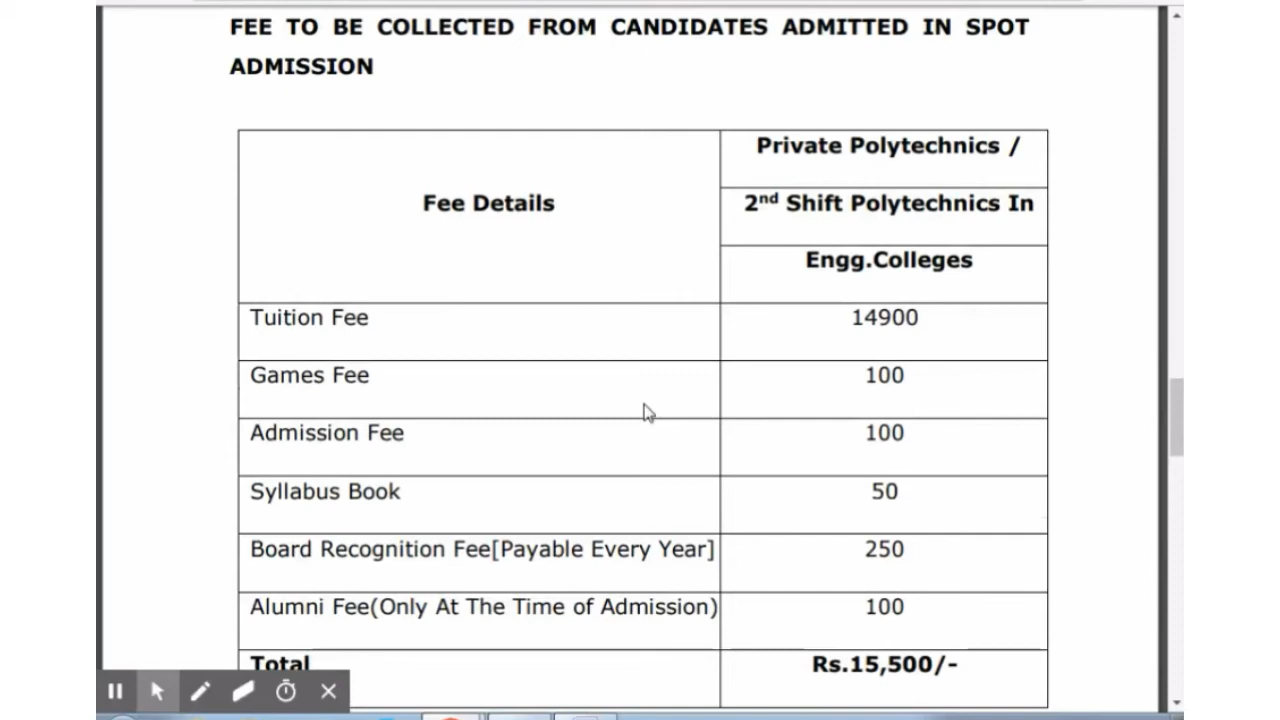 FEE TO BE COLLECTED FROM CANDIDATES ADMITTED IN SPOT
ADMISSION
Private Polytechnics /
Fee Details 2nd Shift Polytechnics In
Engg.Colleges
Tuition Fee 14900
Games Fee 100
Admission Fee 100
Syllabus Book 50
Board Recognition Fee[Payable Every Year] 250
Alumni Fee(Only At The Time of Admission) 100
Total Rs.15,500/-